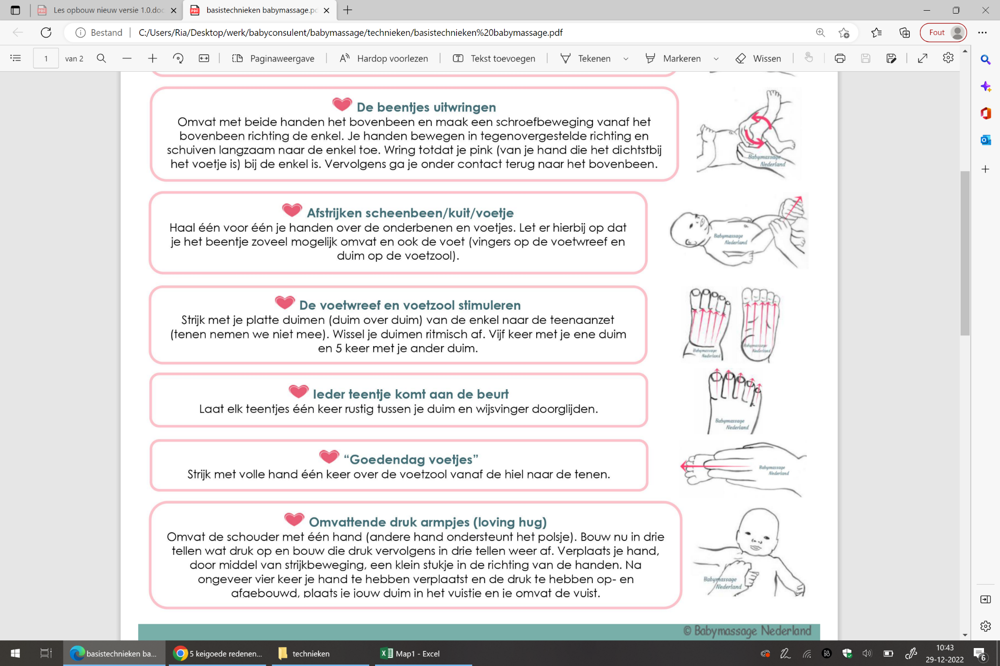 Les opbouw nieuw versie 1.0.doc
basistechnieken babymassage.p
Bestand
C:/Users/Ria/Desktop/werk/babyconsulent/babymassage/technieken/basistechnieken%20babymassage.pdf
Fout
1 van 2
Paginaweergave
Hardop voorlezen
Tekst toevoegen
Tekenen
Markeren
Wissen
De beentjes uitwringen
Omvat met beide handen het bovenbeen en maak een schroefbeweging vanaf het
bovenbeen richting de enkel. Je handen bewegen in tegenovergestelde richting en
schuiven langzaam naar de enkel toe. Wring totdat je pink (van je hand die het dichtstbij
het voetje is) bij de enkel is. Vervolgens ga je onder contact terug naar het bovenbeen.
Babymassage
Nederland
Afstrijken scheenbeen/kuit/voetje
Haal één voor één je handen over de onderbenen en voetjes. Let er hierbij op dat
je het beentje zoveel mogelijk omvat en ook de voet (vingers op de voetwreef en
duim op de voetzool).
Babymassage
Nederland
De voetwreef en voetzool stimuleren
Strijk met je platte duimen (duim over duim) van de enkel naar de teenaanzet
(tenen nemen we niet mee). Wissel je duimen ritmisch af. Vijf keer met je ene duim
en 5 keer met je ander duim.
Babymassage
Nederland
Babymassage
Nederland
Ieder teentje komt aan de beurt
Laat elk teentjes één keer rustig tussen je duim en wijsvinger doorglijden.
Babymassage
Nederland
“Goedendag voetjes”
Strijk met volle hand één keer over de voetzool vanaf de hiel naar de tenen.
Babymassage
Nederland
Omvattende druk armpjes (loving hug)
Omvat de schouder met één hand (andere hand ondersteunt het polsje). Bouw nu in drie
tellen wat druk op en bouw die druk vervolgens in drie tellen weer af. Verplaats je hand,
door middel van strijkbeweging, een klein stukje in de richting van de handen. Na
ongeveer vier keer je hand te hebben verplaatst en de druk te hebben op- en
afgebouwd, plaats je jouw duim in het vuistje en je omvat de vuist.
Babymassage
Nederland
© Babymassage Nederland
basistechnieken ba...
5 keigoede redenen...
technieken
Map1 - Excel
10:43
29-12-2022
6